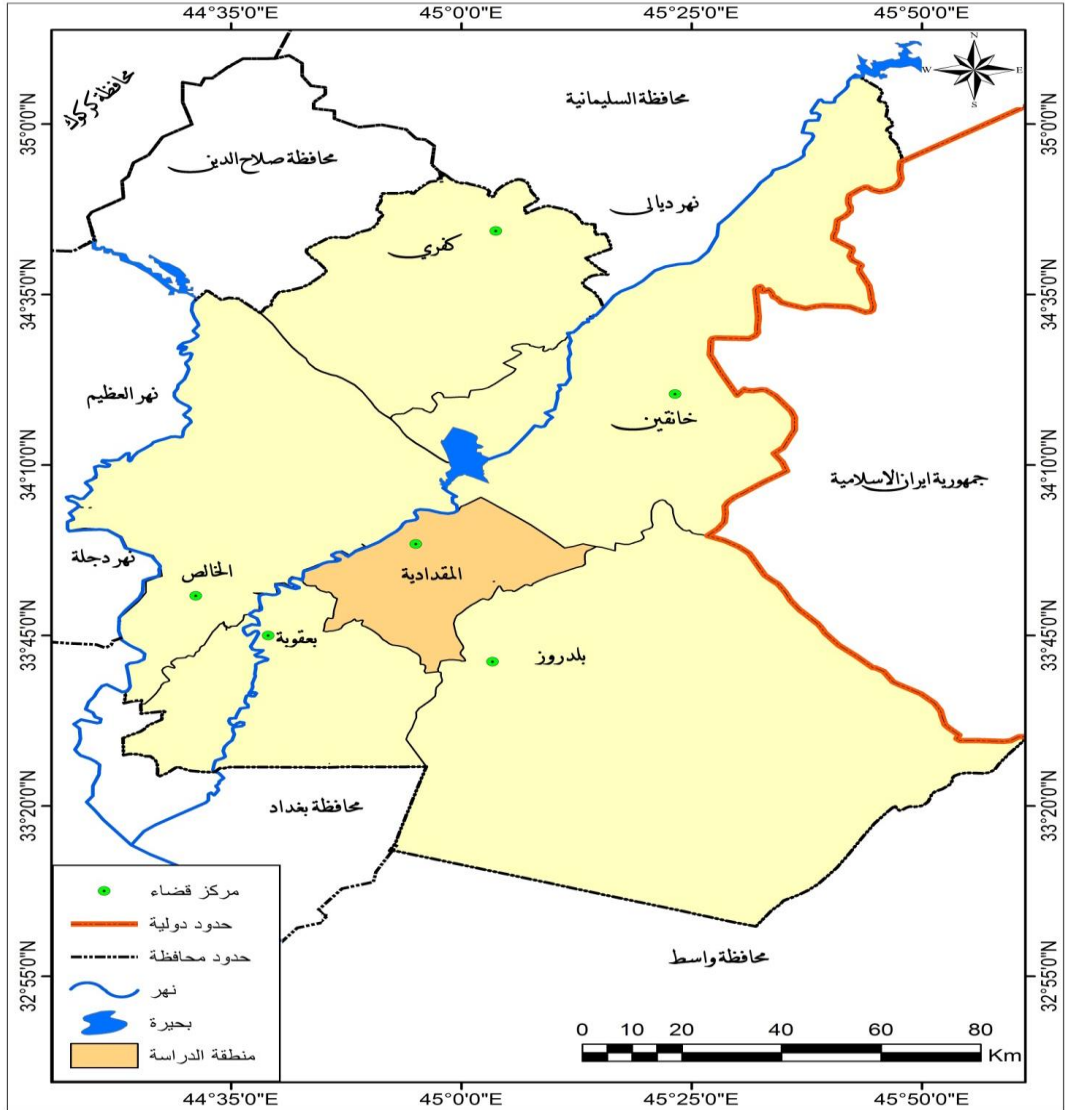 44°35'0"E
45°0'0"E
45°25'0"E
45°50'0"E
N
W
E
S
محافظة كركوك
محافظة السليمانية
35°0'0"N
35°0'0"N
محافظة صلاح الدين
نهر ديالى
كفري
34°35'0"N
34°35'0"N
نهر العظيم
خانقين
34°10'0"N
34°10'0"N
جمهورية ايران الاسلامية
نهر دجلة
الخالص
المقدادية
33°45'0"N
33°45'0"N
بعقوبة
بلدروز
33°20'0"N
33°20'0"N
محافظة بغداد
مركز قضاء
حدود دولية
حدود محافظة
نهر
بحيرة
منطقة الدراسة
محافظة واسط
32°55'0"N
32°55'0"N
0 10 20 40 60 80
Km
44°35'0"E
45°0'0"E
45°25'0"E
45°50'0"E